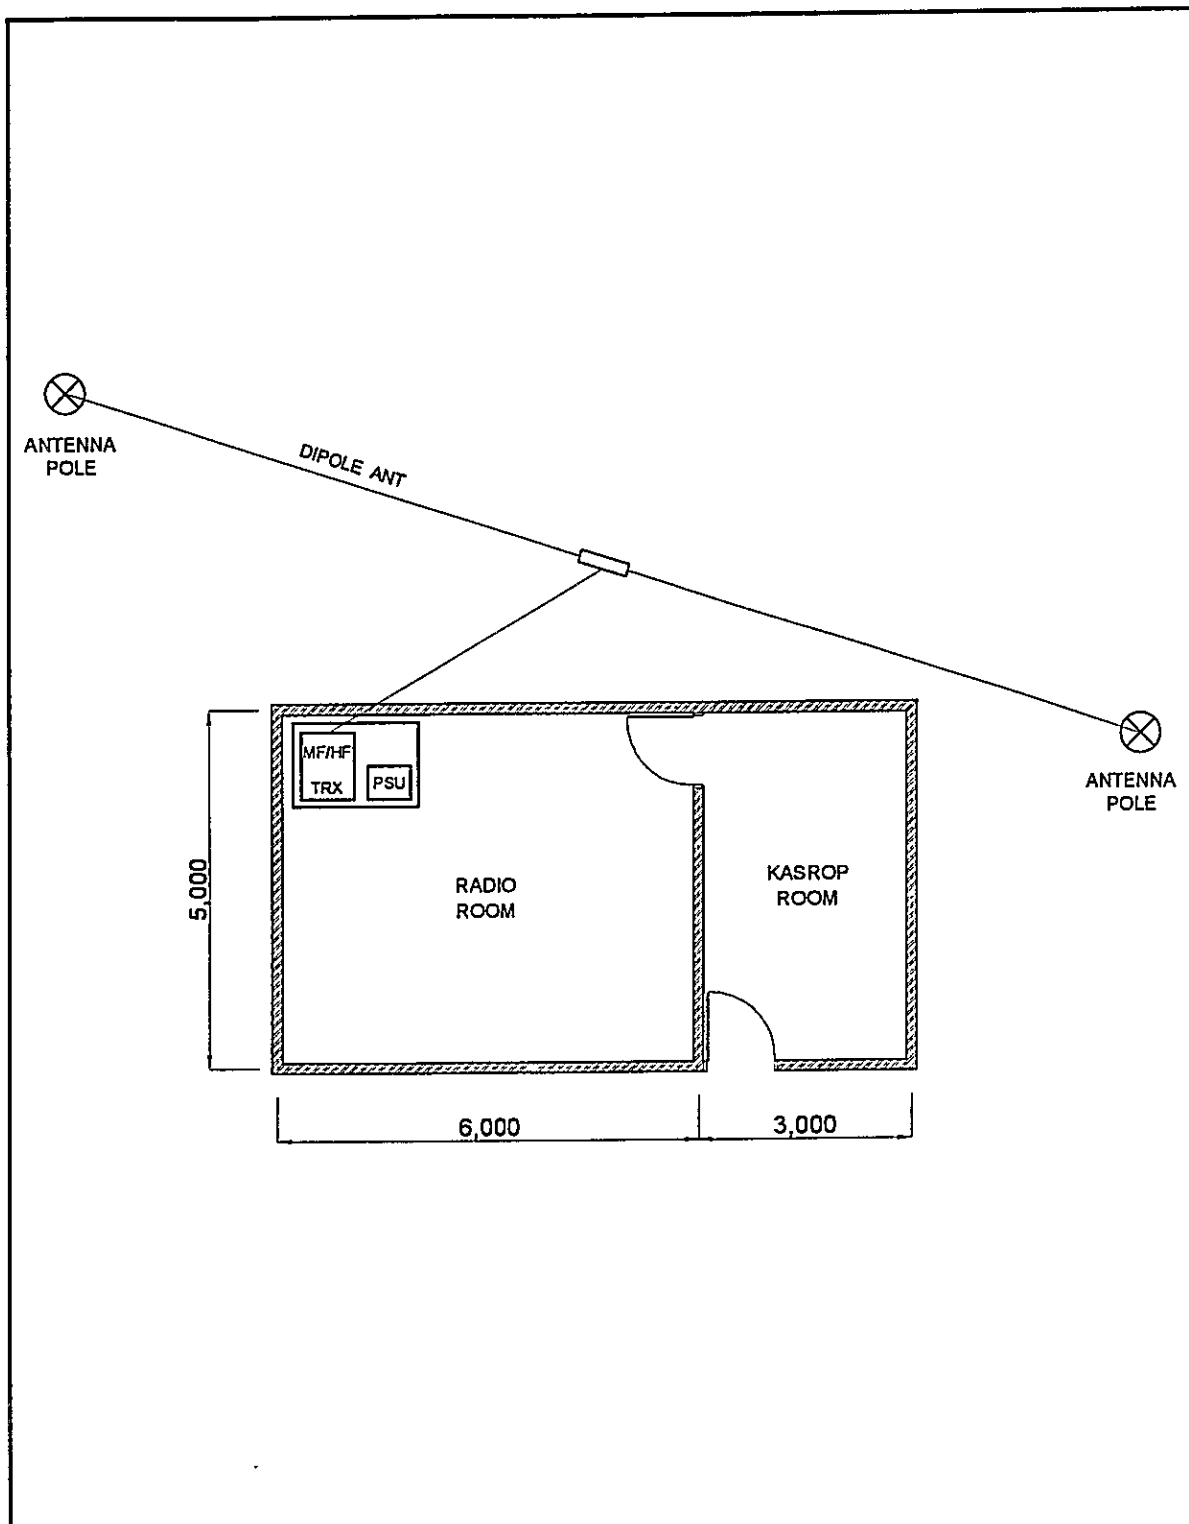 ANTENNA
POLE
DIPOLE ANT
ANTENNA
POLE
MF/HF
TRX
PSU
RADIO
ROOM
KASROP
ROOM
5,000
6,000
3,000